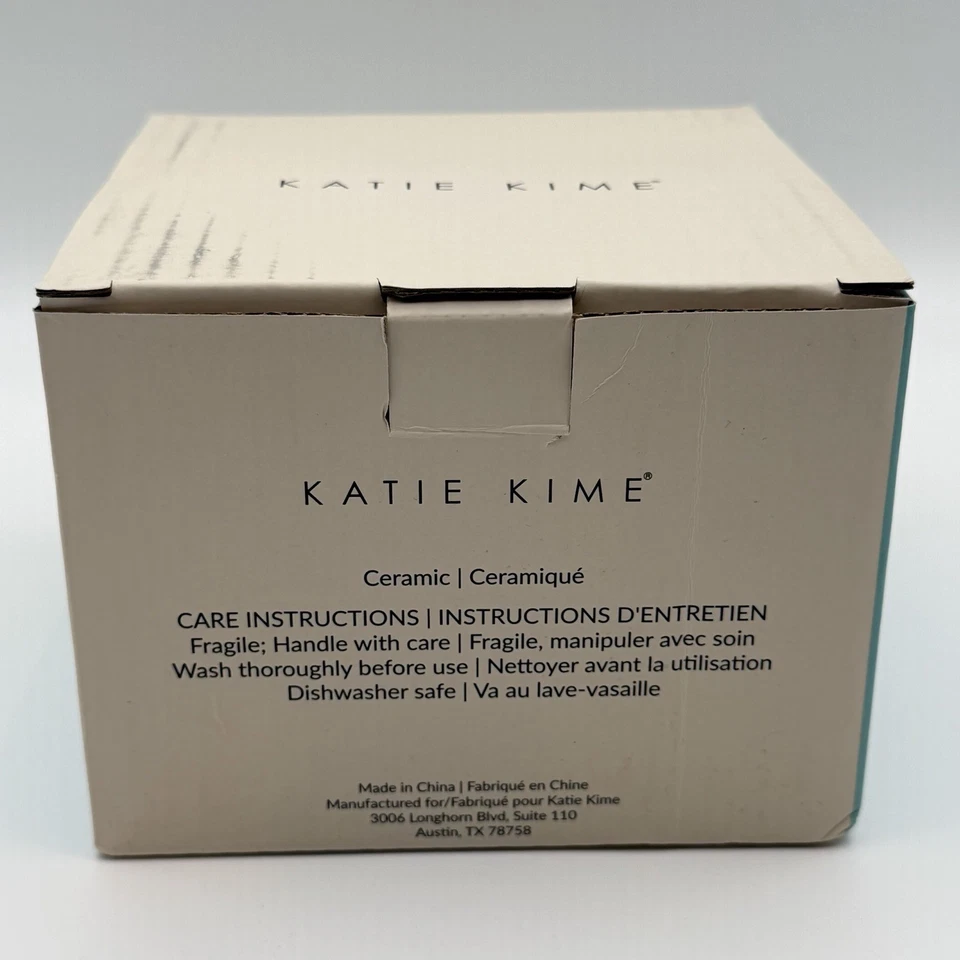 KATIE KIME®
KATIE KIME®
Ceramic | Ceramiqué
CARE INSTRUCTIONS | INSTRUCTIONS D'ENTRETIEN
Fragile; Handle with care | Fragile, manipuler avec soin
Wash thoroughly before use | Nettoyer avant la utilisation
Dishwasher safe | Va au lave-vasaille
Made in China | Fabriqué en Chine
Manufactured for/Fabriqué pour Katie Kime
3006 Longhorn Blvd, Suite 110
Austin, TX 78758